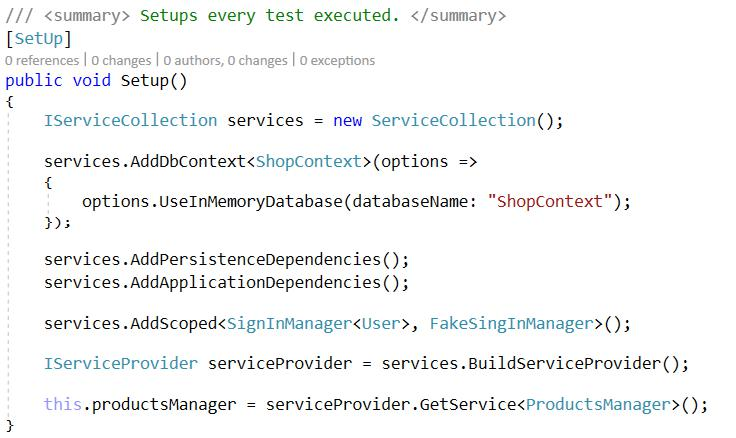 /// <summary> Setups every test executed. </summary>
[SetUp]
0 references | 0 changes | 0 authors, 0 changes | 0 exceptions
public void Setup()
{
IServiceCollection services = new ServiceCollection();
services.AddDbContext<ShopContext>(options =>
{
options.UseInMemoryDatabase(databaseName: "ShopContext");
});
services.AddPersistenceDependencies();
services.AddApplicationDependencies();
services.AddScoped<SignInManager<User>, FakeSingInManager>();
IServiceProvider serviceProvider = services.BuildServiceProvider();
this.productsManager = serviceProvider.GetService<ProductsManager>();
}